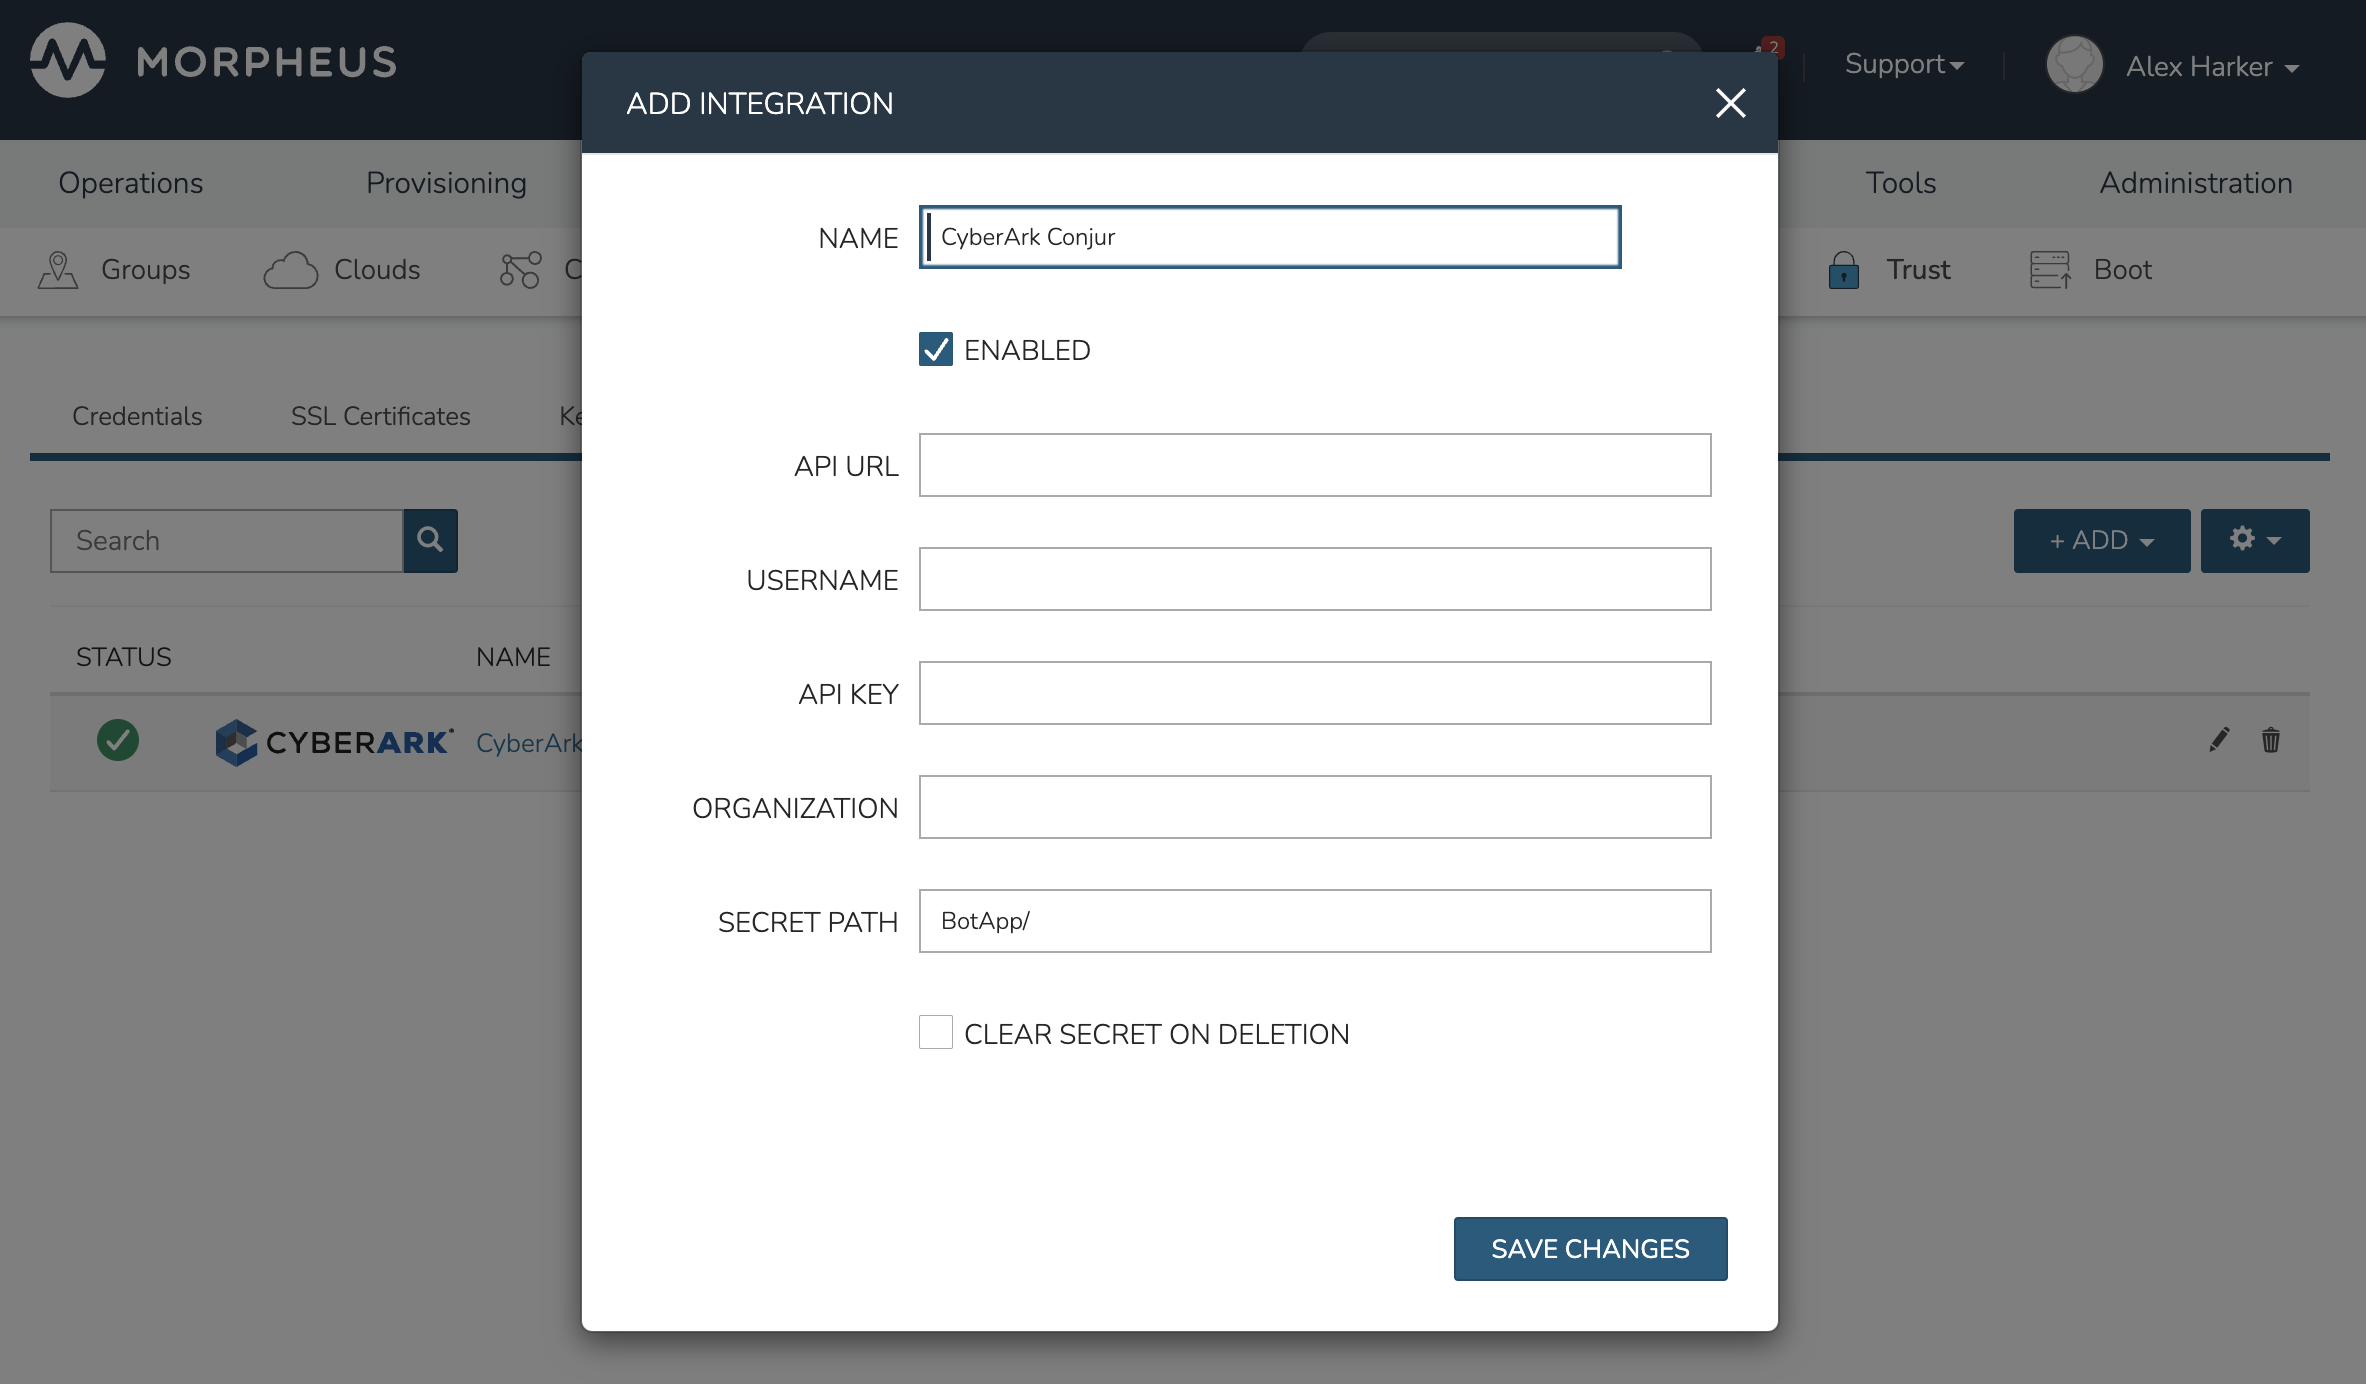 MORPHEUS
2
Support
Alex Harker
ADD INTEGRATION
Operations
Provisioning
Tools
Administration
Groups
Clouds
C
Trust
Boot
NAME
CyberArk Conjur
ENABLED
Credentials
SSL Certificates
Ke
API URL
Search
+ ADD
USERNAME
STATUS
NAME
API KEY
CYBERARK
CyberArk
ORGANIZATION
SECRET PATH
BotApp/
CLEAR SECRET ON DELETION
SAVE CHANGES